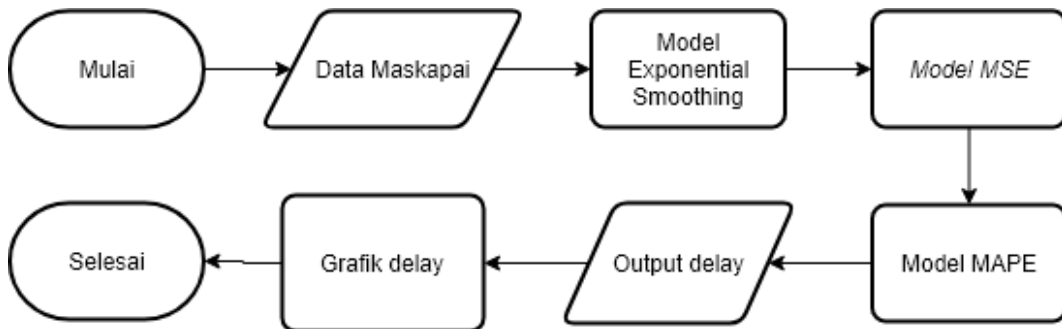 Mulai
Data Maskapai
Model
Exponential
Smoothing
Model MSE
Model MAPE
Output delay
Grafik delay
Selesai